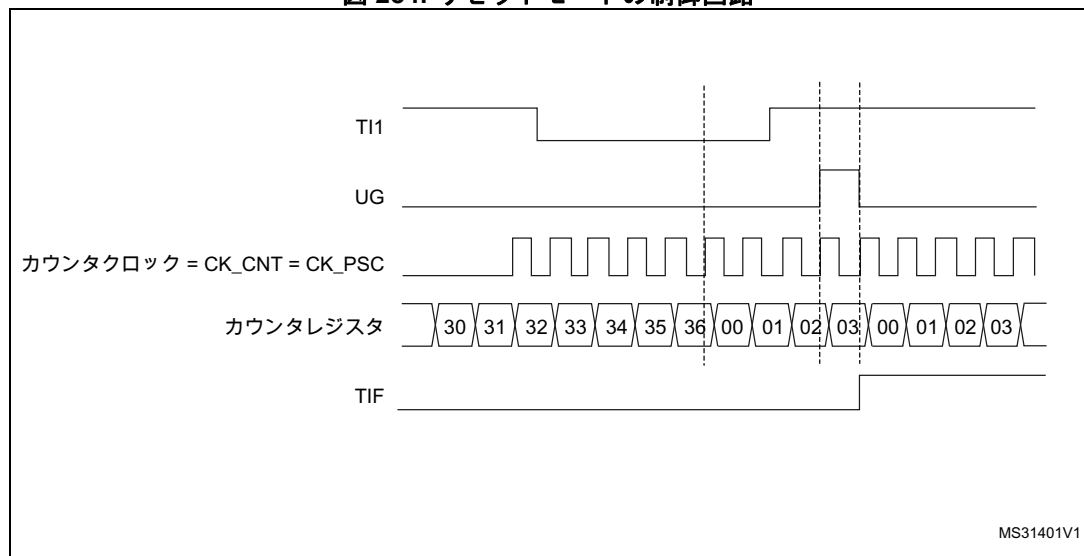 TI1
UG
カウンタクロック = CK_CNT = CK_PSC
カウンタレジスタ 30 31 32 33 34 35 36 00 01 02 03 00 01 02 03
TIF
MS31401V1